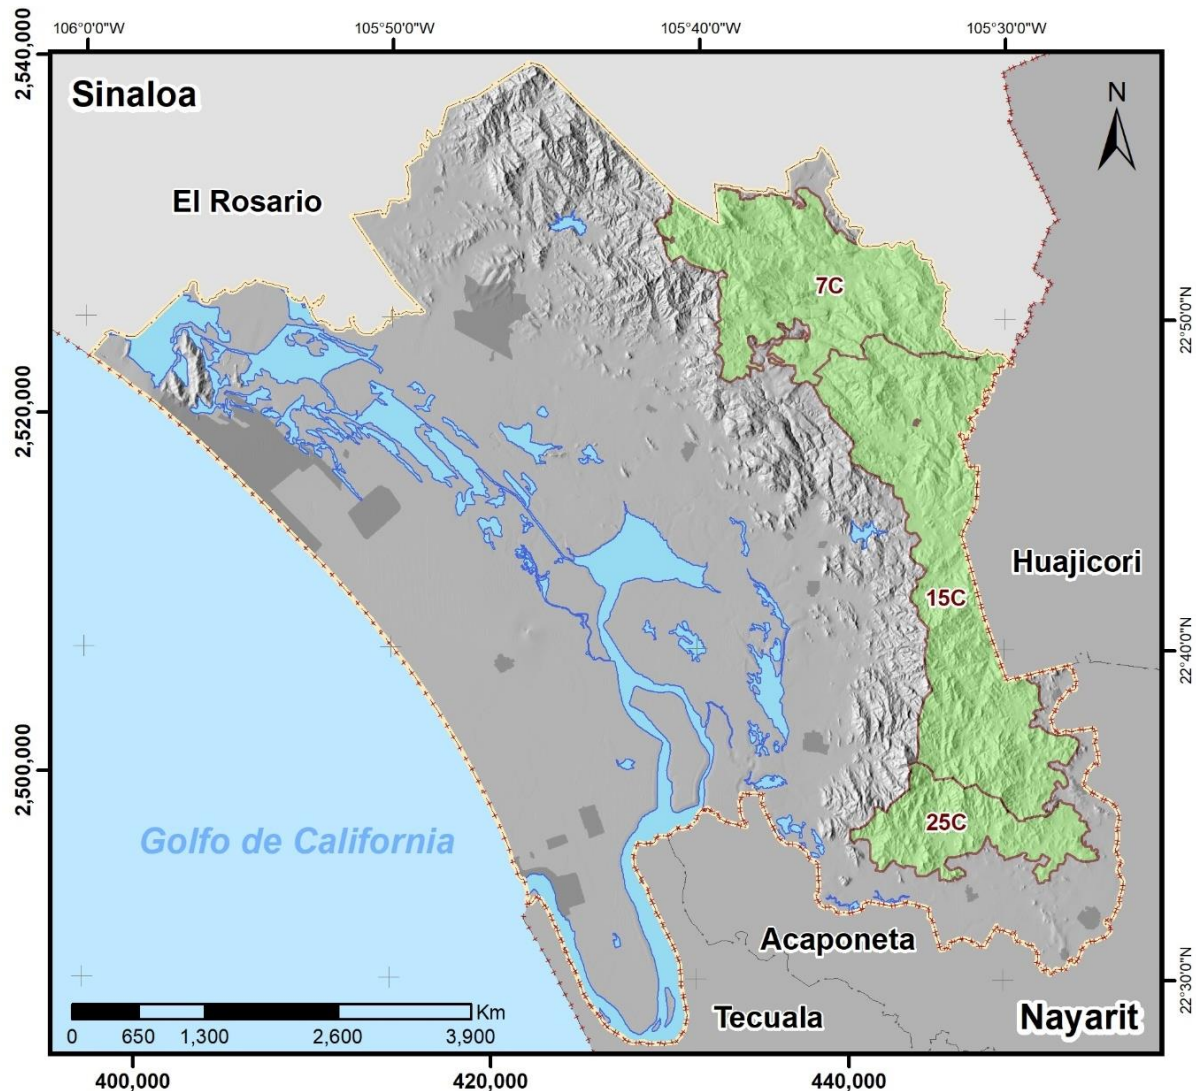 106°0'0"W
105°50'0"W
105°40'0"W
105°30'0"W
2,540,000
Sinaloa
N
El Rosario
7C
22°50'0"N
2,520,000
Huajicori
15C
22°40'0"N
2,500,000
25C
Golfo de California
Acaponeta
22°30'0"N
Tecuala
Nayarit
Km
0 650 1,300 2,600 3,900
400,000
420,000
440,000